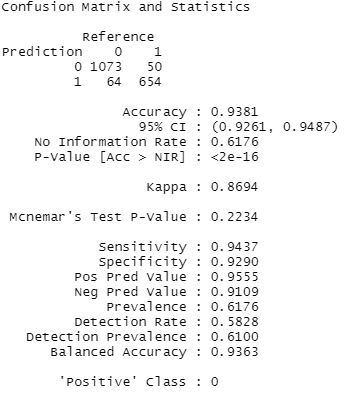 Confusion Matrix and Statistics
Reference
Prediction 0 1
0 1073 50
1 64 654
Accuracy : 0.9381
95% CI : (0.9261, 0.9487)
No Information Rate : 0.6176
P-Value [Acc > NIR] : <2e-16
Kappa : 0.8694
Mcnemar's Test P-Value : 0.2234
Sensitivity : 0.9437
Specificity : 0.9290
Pos Pred Value : 0.9555
Neg Pred Value : 0.9109
Prevalence : 0.6176
Detection Rate : 0.5828
Detection Prevalence : 0.6100
Balanced Accuracy : 0.9363
'Positive' Class : 0